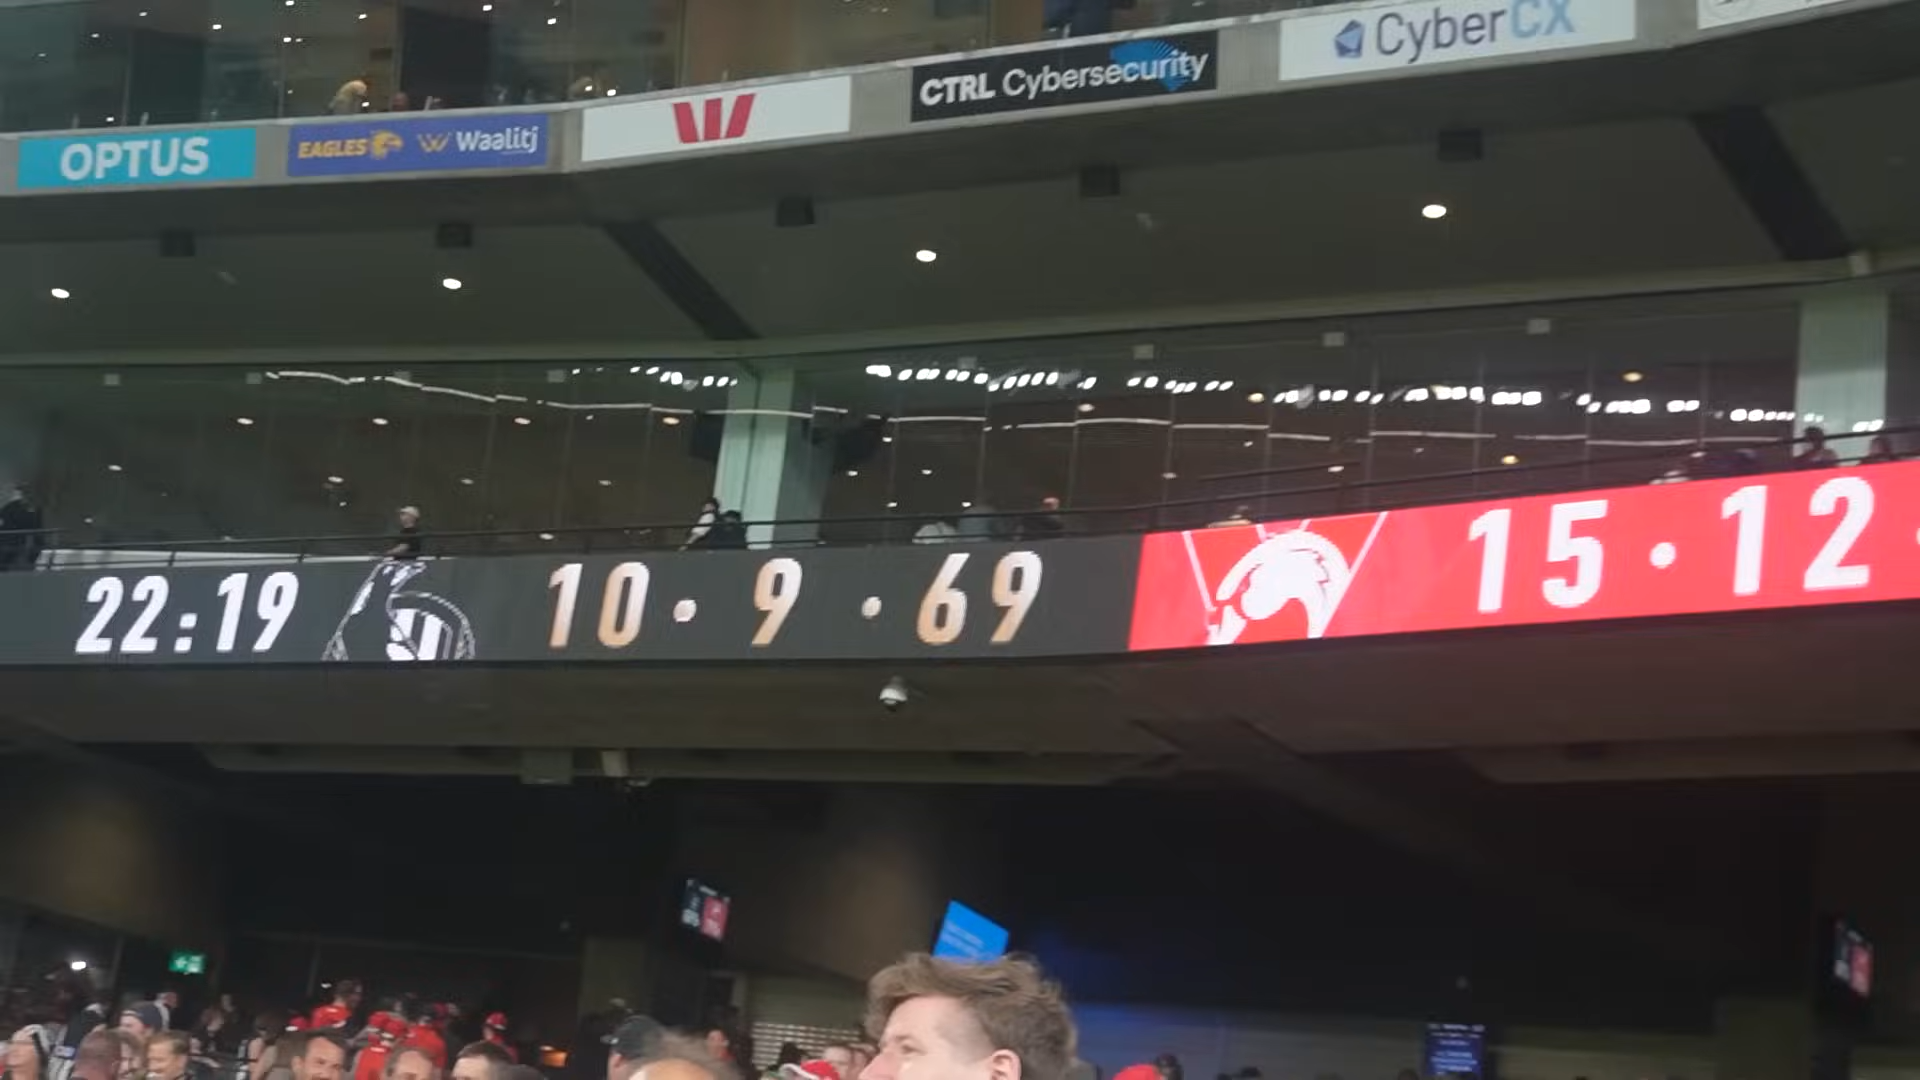 CyberCX
CTRL Cybersecurity
OPTUS
EAGLES
Waalitj
22:19 10 · 9 · 69 15 · 12 ·